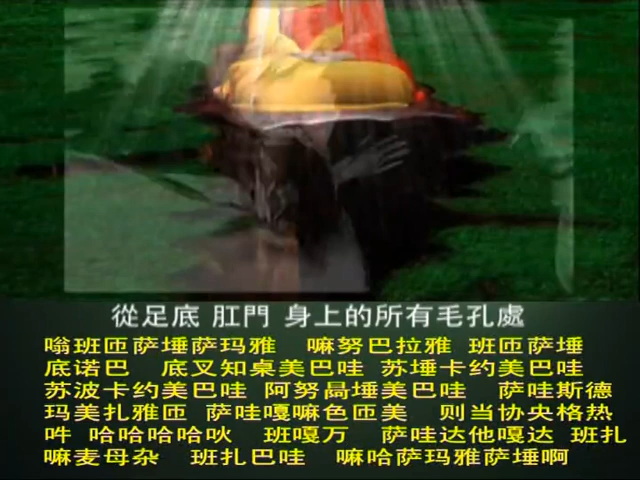 從足底 肛門 身上的所有毛孔處
嗡班匝萨埵萨玛雅 嘛努巴拉雅 班匝萨埵
底诺巴 底叉知桌美巴哇 苏埵卡约美巴哇
苏波卡约美巴哇 阿努晑埵美巴哇 萨哇斯德
玛美扎雅匝 萨哇嘎嘛色匝美 则当协央格热
吽 哈哈哈哈吙 班嘎万 萨哇达他嘎达 班扎
嘛麦母杂 班扎巴哇 嘛哈萨玛雅萨埵啊